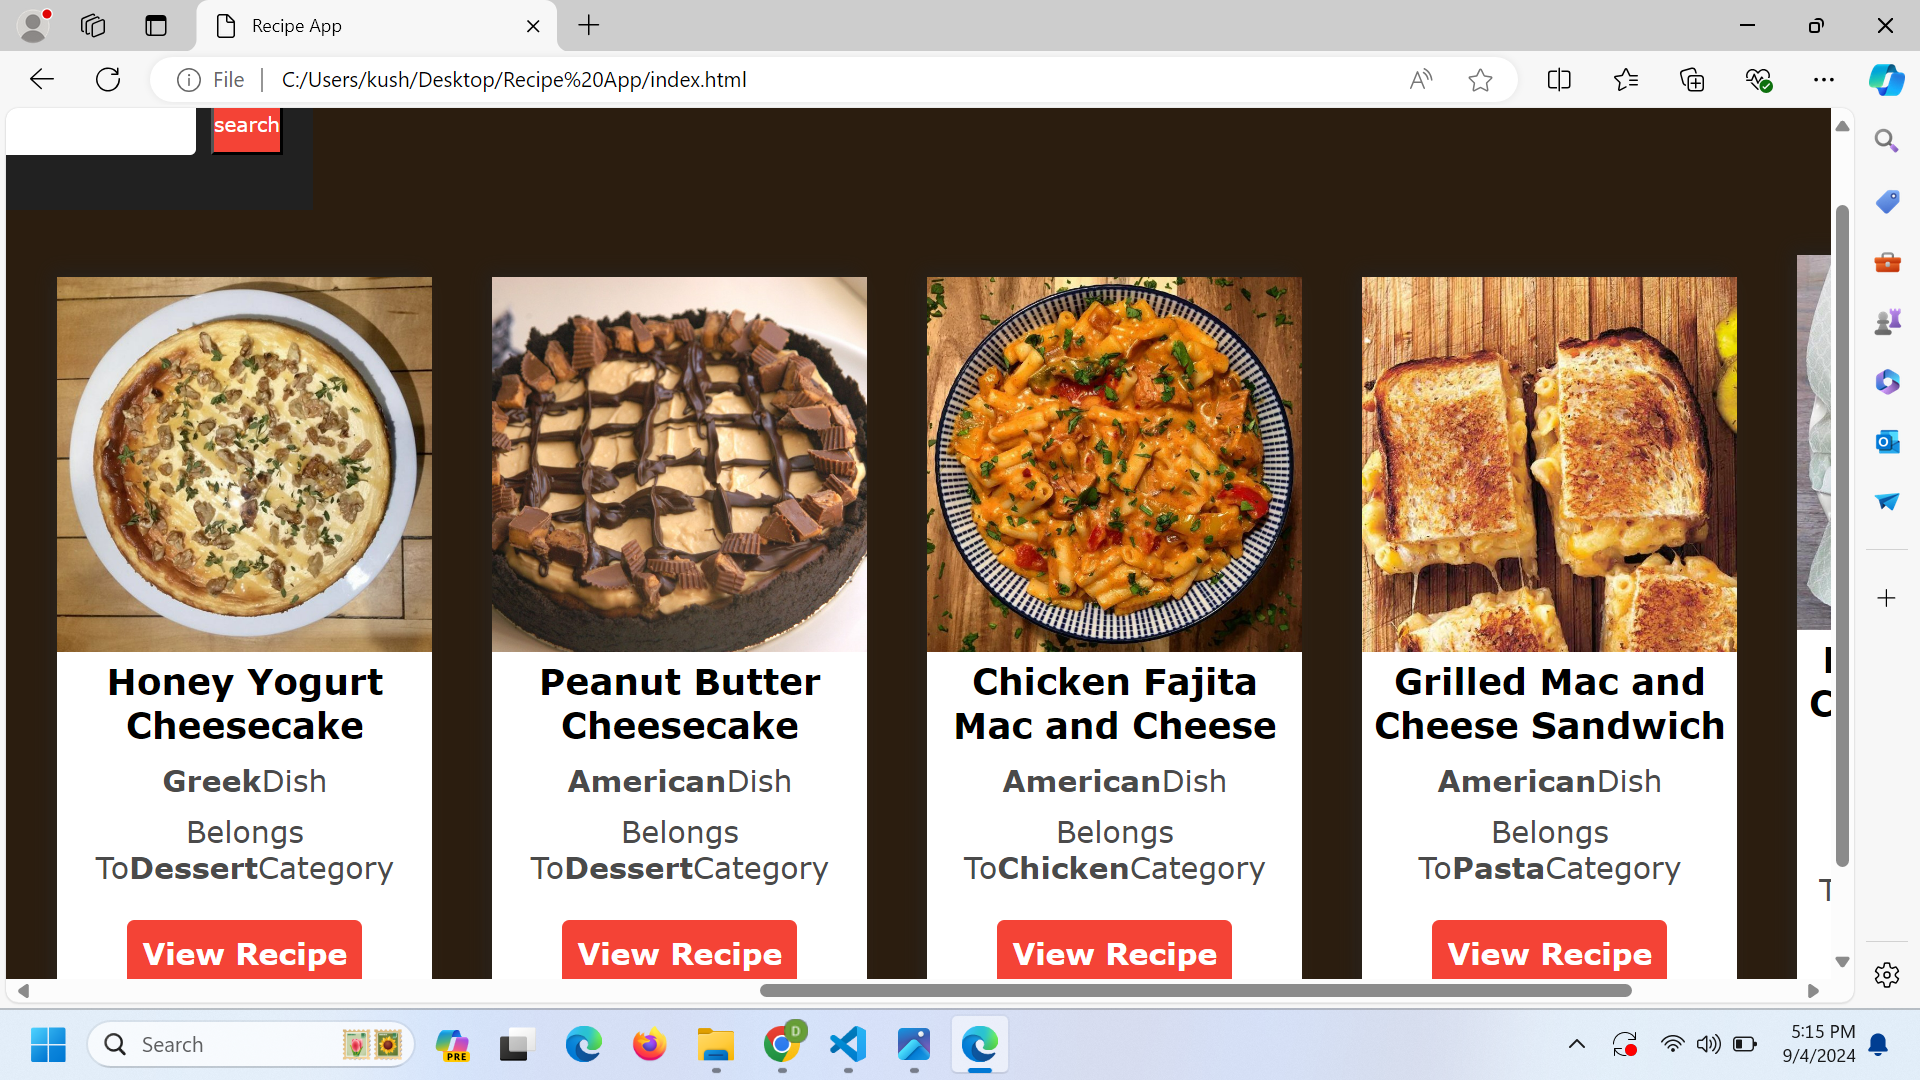 Recipe App
File
C:/Users/kush/Desktop/Recipe%20App/index.html
search
Honey Yogurt
Cheesecake
GreekDish
Belongs
ToDessertCategory
View Recipe
Peanut Butter
Cheesecake
AmericanDish
Belongs
ToDessertCategory
View Recipe
Chicken Fajita
Mac and Cheese
AmericanDish
Belongs
ToChickenCategory
View Recipe
Grilled Mac and
Cheese Sandwich
AmericanDish
Belongs
ToPastaCategory
View Recipe
C
T
Search
PRE
D
5:15 PM
9/4/2024